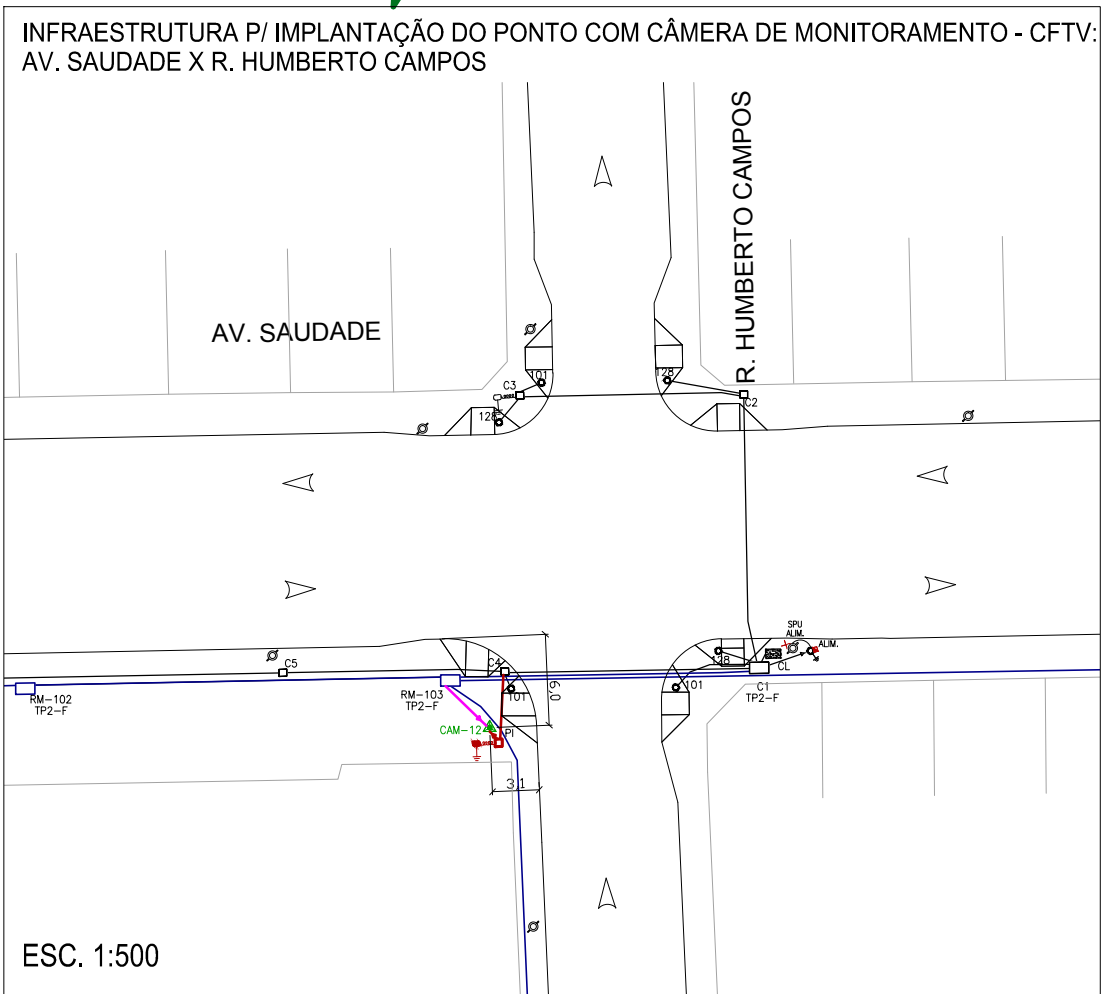 INFRAESTRUTURA P/ IMPLANTAÇÃO DO PONTO COM CÂMERA DE MONITORAMENTO - CFTV:
AV. SAUDADE X R. HUMBERTO CAMPOS
R. HUMBERTO CAMPOS
AV. SAUDADE
C3
101
128
128
C2
SPU
ALIM.
ALIM.
C5
C4
128
CL
RM-102
TP2-F
RM-103
TP2-F
101
6.0
101
C1
TP2-F
CAM-12
PI
3.1
ESC. 1:500